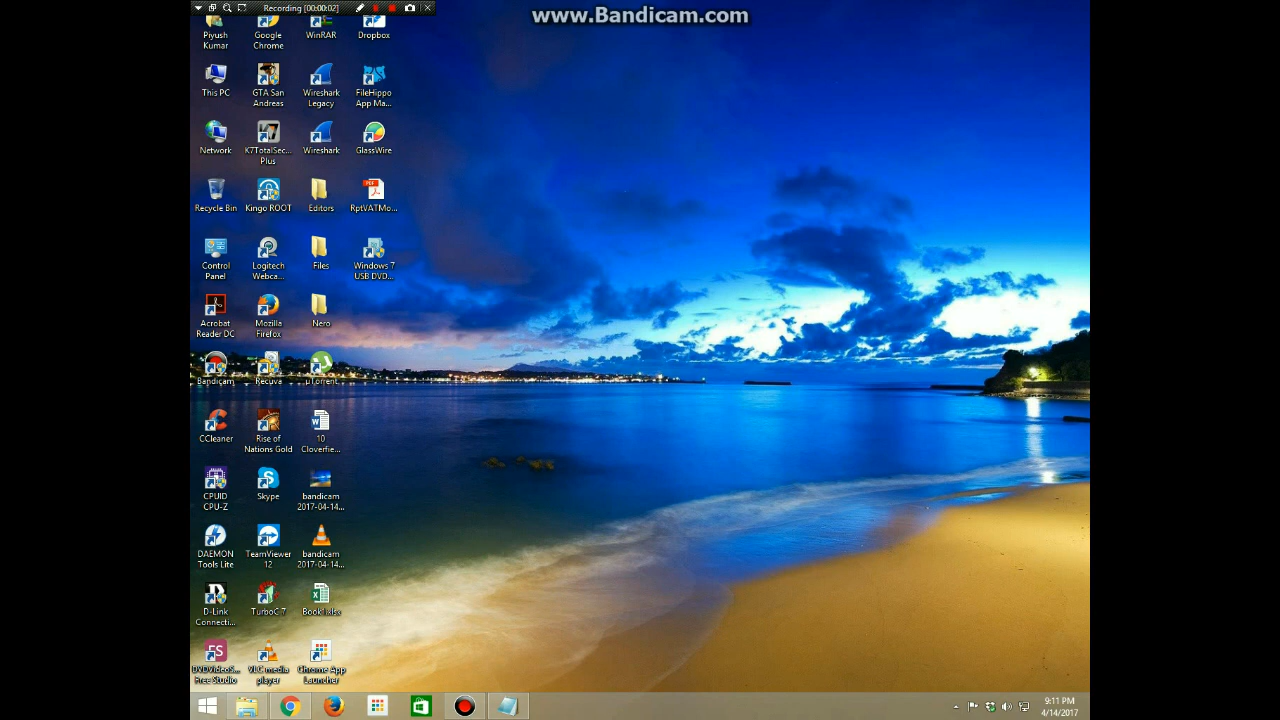 Recording [00:00:02]
www.Bandicam.com
Piyush
Kumar
Google
Chrome
WinRAR
Dropbox
This PC
GTA San
Andreas
Wireshark
Legacy
FileHippo
App Ma...
Network
K7TotalSec...
Plus
Wireshark
GlassWire
Recycle Bin
Kingo ROOT
Editors
RptVATMo...
Control
Panel
Logitech
Webca...
Files
Windows 7
USB DVD...
Acrobat
Reader DC
Mozilla
Firefox
Nero
Bandicam
Recuva
µTorrent
CCleaner
Rise of
Nations Gold
10
Cloverfie...
CPUID
CPU-Z
Skype
bandicam
2017-04-14...
DAEMON
Tools Lite
TeamViewer
12
bandicam
2017-04-14...
D-Link
Connecti...
TurboC7
Book1.xlsx
DVDVideoS...
Free Studio
VLC media
player
Chrome App
Launcher
9:11 PM
4/14/2017